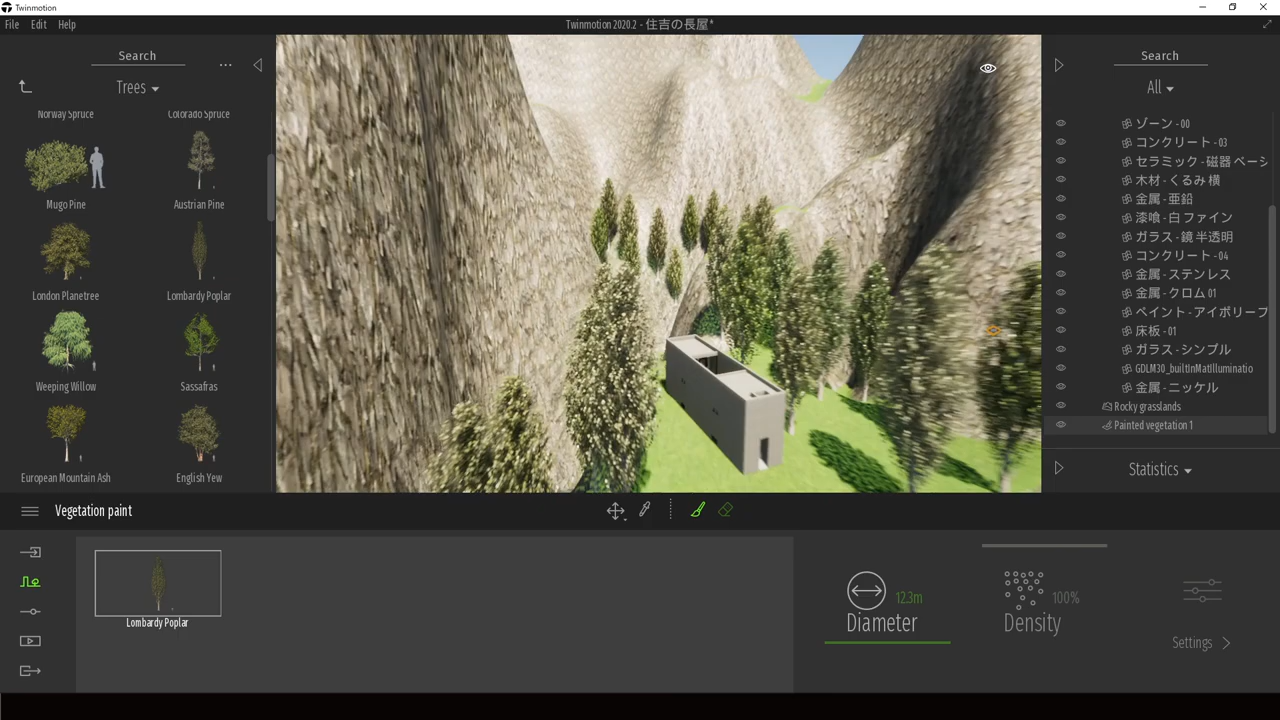 Twinmotion
File Edit Help
Twinmotion 2020.2 - 住吉の長屋*
Search
...
Trees
Norway Spruce
Colorado Spruce
Mugo Pine
Austrian Pine
London Planetree
Lombardy Poplar
Weeping Willow
Sassafras
European Mountain Ash
English Yew
Search
All
ゾーン - 00
コンクリート - 03
セラミック - 磁器 ベーシ
木材 - くるみ 横
金属 - 亜鉛
漆喰 - 白 ファイン
ガラス - 鏡 半透明
コンクリート - 04
金属 - ステンレス
金属 - クロム 01
ペイント - アイボリーブ
床板 - 01
ガラス - シンプル
GDLM30_builtinMatIlluminatio
金属 - ニッケル
Rocky grasslands
Painted vegetation 1
Statistics
Vegetation paint
Lombardy Poplar
12.3m
Diameter
100%
Density
Settings